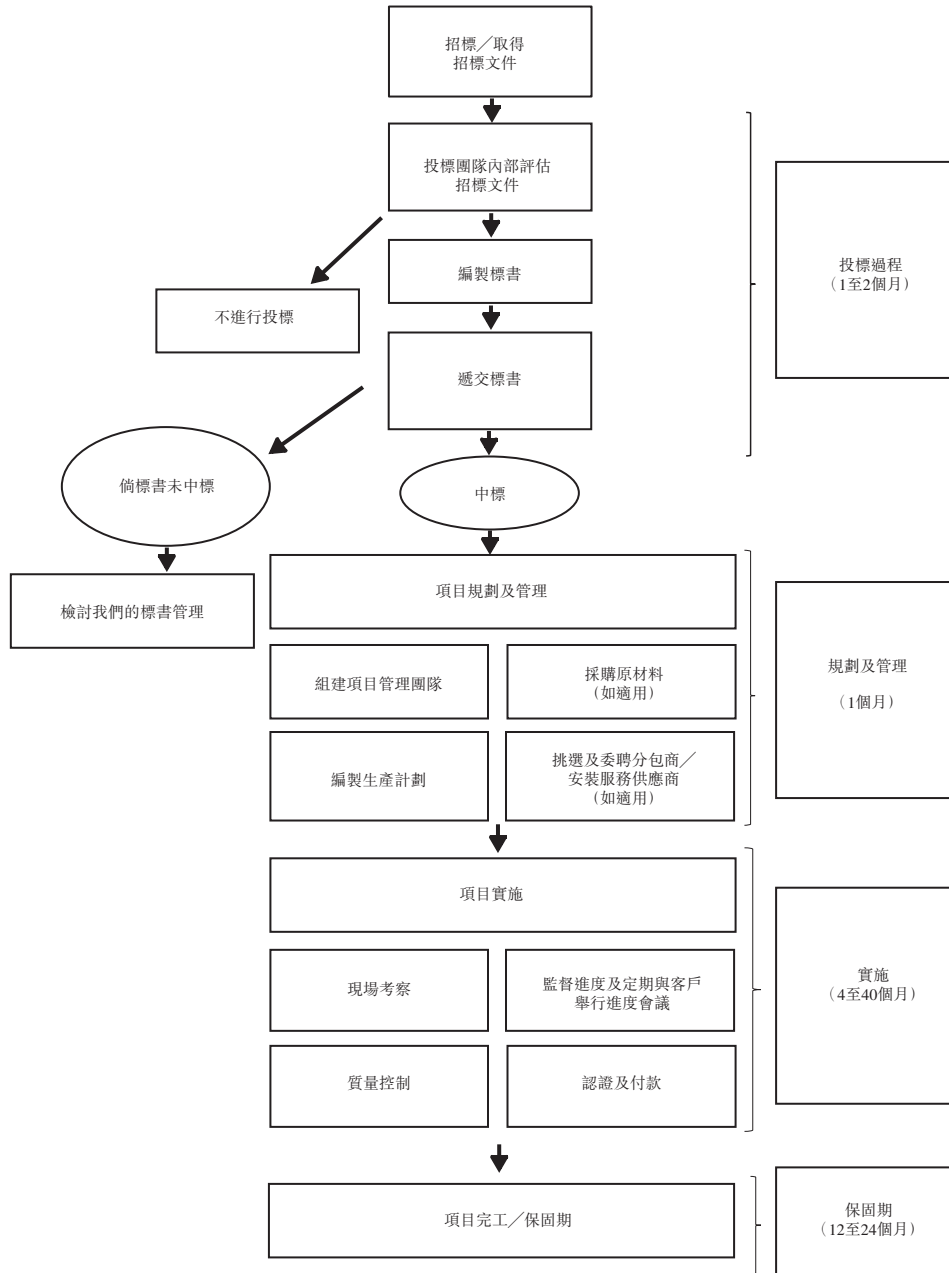 招標／取得
招標文件
投標團隊內部評估
招標文件
編製標書
投標過程
（1至2個月）
不進行投標
遞交標書
倘標書未中標
中標
項目規劃及管理
檢討我們的標書管理
組建項目管理團隊
採購原材料
（如適用）
規劃及管理
（1個月）
編製生產計劃
挑選及委聘分包商／
安裝服務供應商
（如適用）
項目實施
現場考察
監督進度及定期與客戶
舉行進度會議
實施
（4至40個月）
質量控制
認證及付款
項目完工／保固期
保固期
（12至24個月）